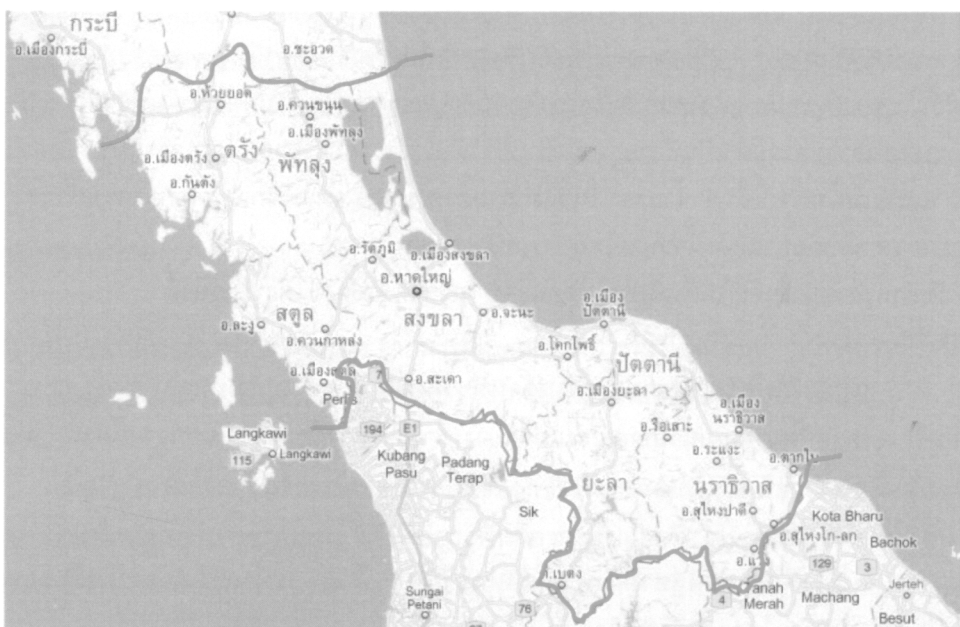 กระบี่
อ.เมืองกระบี่
อ.ชะอวด
อ.ห้วยยอด
อ.ควนขนุน
อ.เมืองพัทลุง
อ.เมืองตรัง
ตรัง
พัทลุง
อ.กันตัง
อ.รัตภูมิ
อ.เมืองสงขลา
อ.หาดใหญ่
สตูล
สงขลา
อ.จะนะ
อ.เมือง
ปัตตานี
อ.ละงู
อ.ควนกาหลง
อ.โคกโพธิ์
ปัตตานี
อ.เมืองสตูล
7
อ.สะเดา
Perlis
อ.เมืองยะลา
อ.เมือง
นราธิวาส
Langkawi
194
E1
อ.รือเสาะ
115
Langkawi
Kubang
Pasu
Padang
Terap
อ.ระแงะ
อ.ตากใบ
ยะลา
นราธิวาส
Sik
อ.สุไหงปาดี
Kota Bharu
อ.สุไหงโก-ลก
Bachok
อ.แว้ง
129
3
อ.เบตง
Tanah
Merah
Machang
Jerteh
Sungai
Petani
76
4
Besut